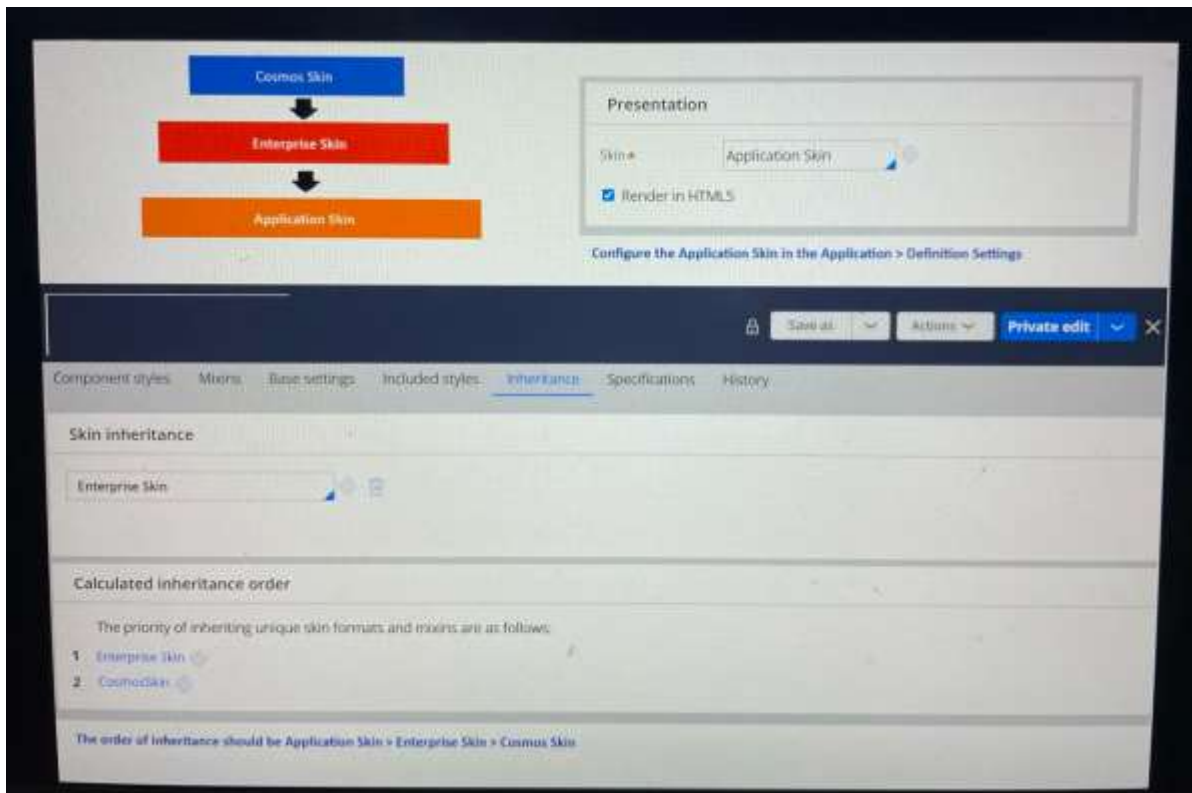 Cosmos Skin
Enterprise Skin
Application Skin
Presentation
Skin Application Skin
Render in HTML5
Configure the Application Skin in the Application > Definition Settings
Save as Actions Private edit
Component styles Mixins Base settings Included styles Inheritance Specifications History
Skin inheritance
Enterprise Skin
Calculated inheritance order
The priority of inheriting unique skin formats and mixins are as follows:
1 Enterprise Skin
2 CosmosSkin
The order of inheritance should be Application Skin > Enterprise Skin > Cosmos Skin